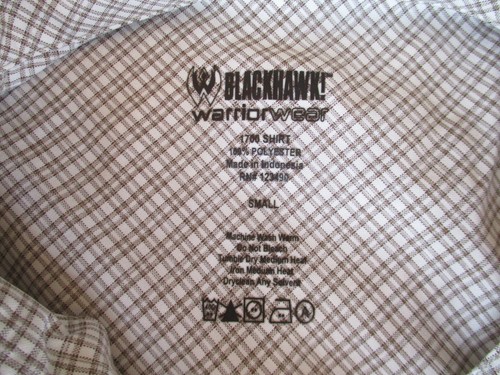 BLACKHAWK!
warriorwear
1700 SHIRT
100% POLYESTER
Made in Indonesia
RN# 123490
SMALL
Machine Wash Warm
Do Not Bleach
Tumble Dry Medium Heat
Iron Medium Heat
Dryclean Any Solvent